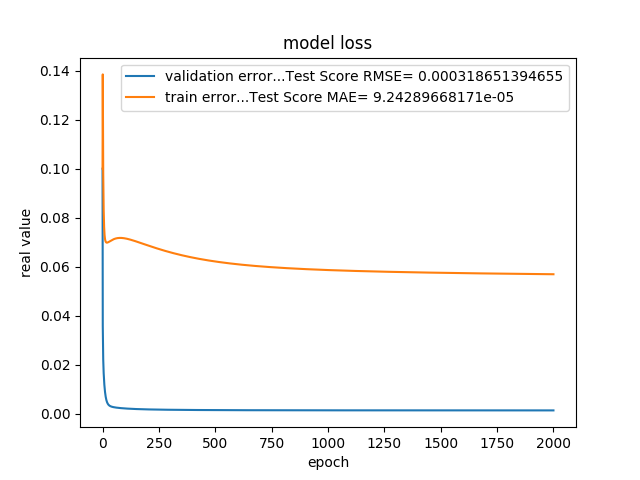 model loss
validation error...Test Score RMSE= 0.000318651394655
train error...Test Score MAE= 9.24289668171e-05
0.14
0.12
0.10
0.08
0.06
0.04
0.02
0.00
real value
0 250 500 750 1000 1250 1500 1750 2000
epoch